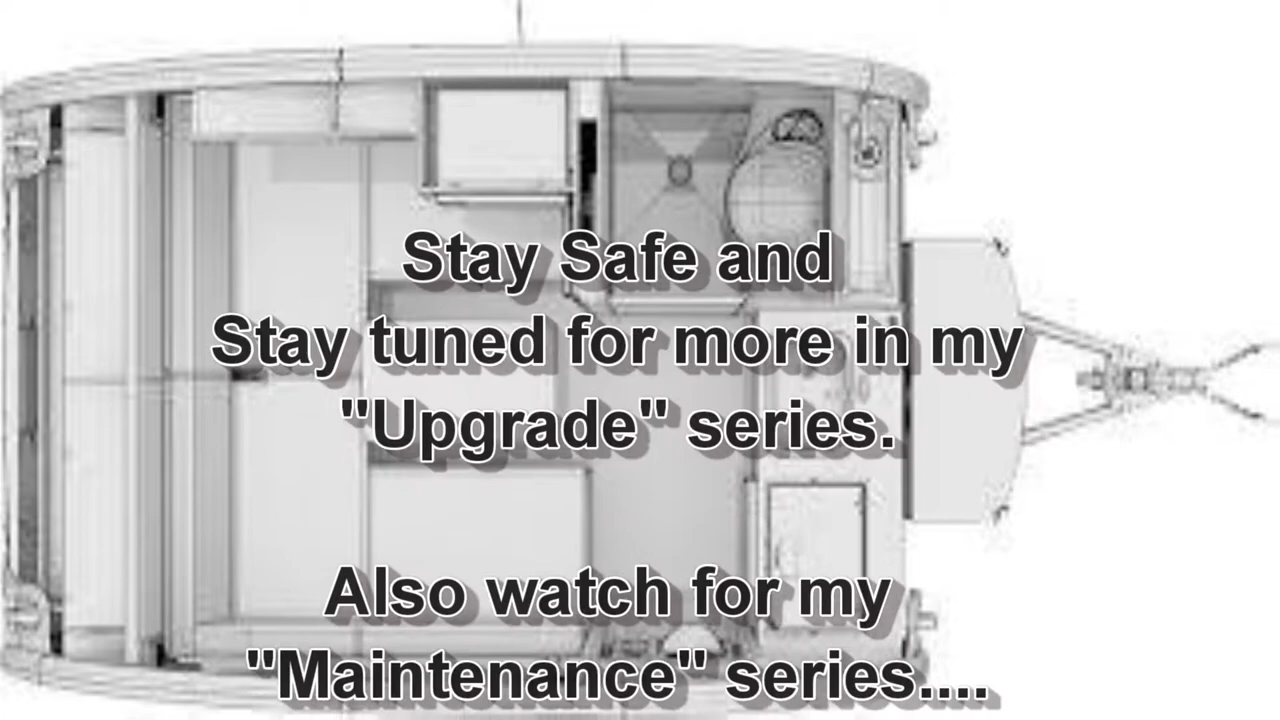 Stay Safe and
Stay tuned for more in my
"Upgrade" series.
Also watch for my
"Maintenance" series....